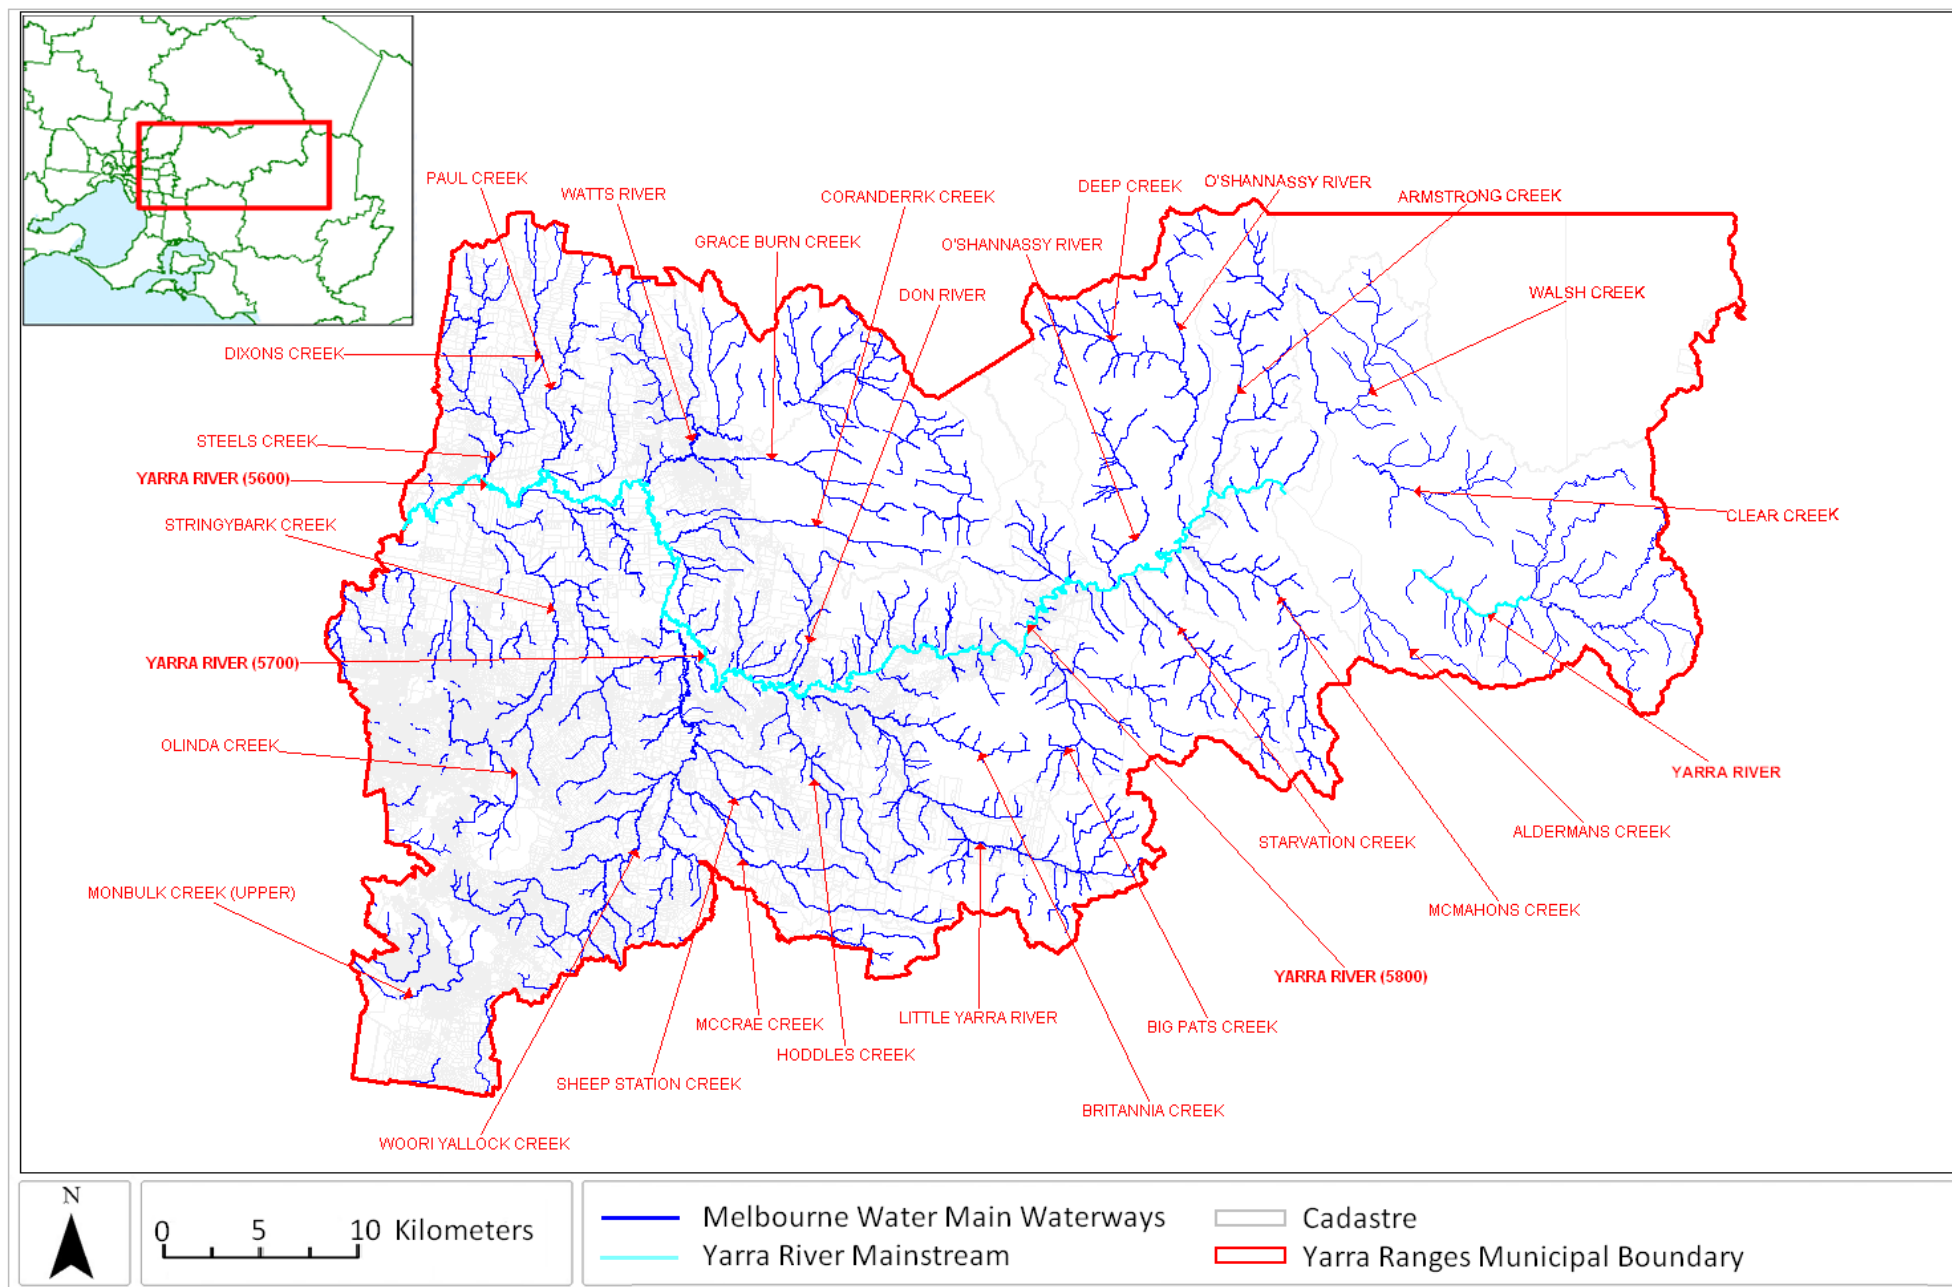 PAUL CREEK
WATTS RIVER
CORANDERRK CREEK
DEEP CREEK
O'SHANNASSY RIVER
ARMSTRONG CREEK
GRACE BURN CREEK
O'SHANNASSY RIVER
DON RIVER
WALSH CREEK
DIXONS CREEK
STEELS CREEK
YARRA RIVER (5600)
STRINGYBARK CREEK
CLEAR CREEK
YARRA RIVER (5700)
OLINDA CREEK
YARRA RIVER
ALDERMANS CREEK
STARVATION CREEK
MONBULK CREEK (UPPER)
MCMAHONS CREEK
YARRA RIVER (5800)
LITTLE YARRA RIVER
MCCRAE CREEK
BIG PATS CREEK
HODDLES CREEK
SHEEP STATION CREEK
BRITANNIA CREEK
WOORI YALLOCK CREEK
N
0 5 10 Kilometers
Melbourne Water Main Waterways
Yarra River Mainstream
Cadastre
Yarra Ranges Municipal Boundary